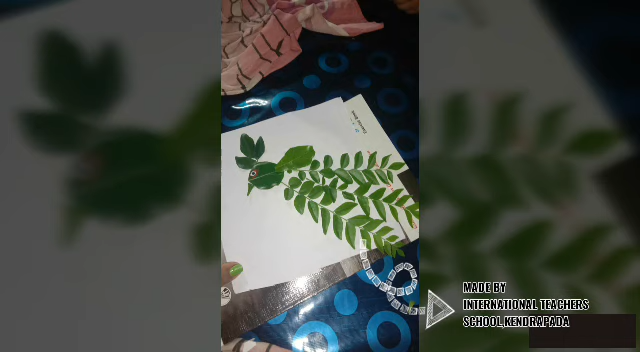 MADE BY
INTERNATIONAL TEACHERS
SCHOOL,KENDRAPADA